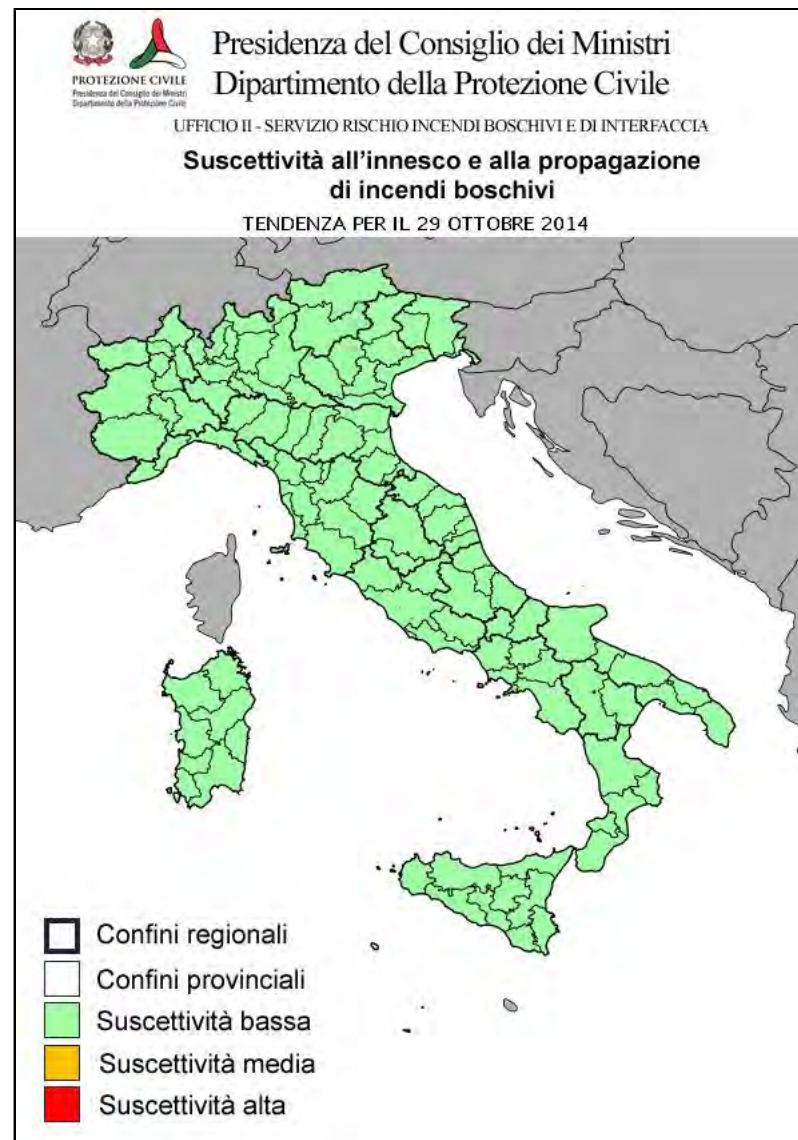 PROTEZIONE CIVILE
Presidenza del Consiglio dei Ministri
Dipartimento della Protezione Civile
Presidenza del Consiglio dei Ministri
Dipartimento della Protezione Civile
UFFICIO II - SERVIZIO RISCHIO INCENDI BOSCHIVI E DI INTERFACCIA
Suscettività all'innesco e alla propagazione
di incendi boschivi
TENDENZA PER IL 29 OTTOBRE 2014
Confini regionali
Confini provinciali
Suscettività bassa
Suscettività media
Suscettività alta